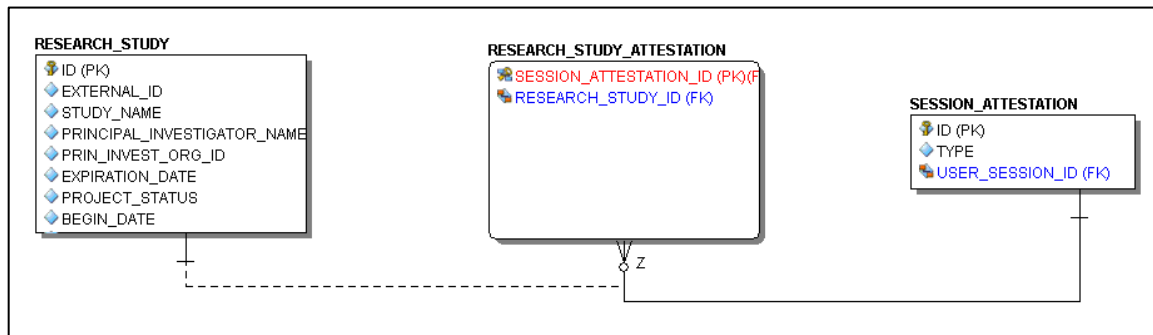 RESEARCH_STUDY
ID (PK)
EXTERNAL_ID
STUDY_NAME
PRINCIPAL_INVESTIGATOR_NAME
PRIN_INVEST_ORG_ID
EXPIRATION_DATE
PROJECT_STATUS
BEGIN_DATE
RESEARCH_STUDY_ATTESTATION
SESSION_ATTESTATION_ID (PK)(F
RESEARCH_STUDY_ID (FK)
SESSION_ATTESTATION
ID (PK)
TYPE
USER_SESSION_ID (FK)
Z